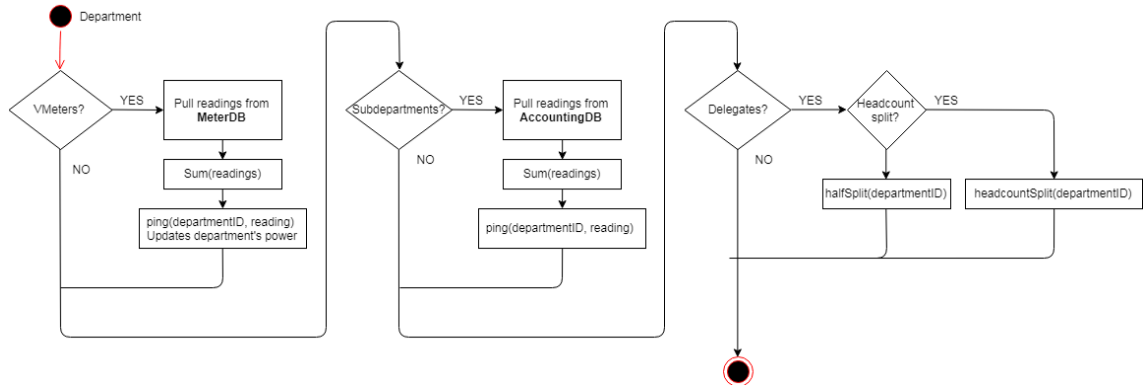 Department
VMeters?
YES
NO
Pull readings from
MeterDB
Sum(readings)
ping(departmentID, reading)
Updates department's power
Subdepartments?
YES
NO
Pull readings from
AccountingDB
Sum(readings)
ping(departmentID, reading)
Delegates?
YES
NO
Headcount
split?
YES
halfSplit(departmentID)
headcountSplit(departmentID)